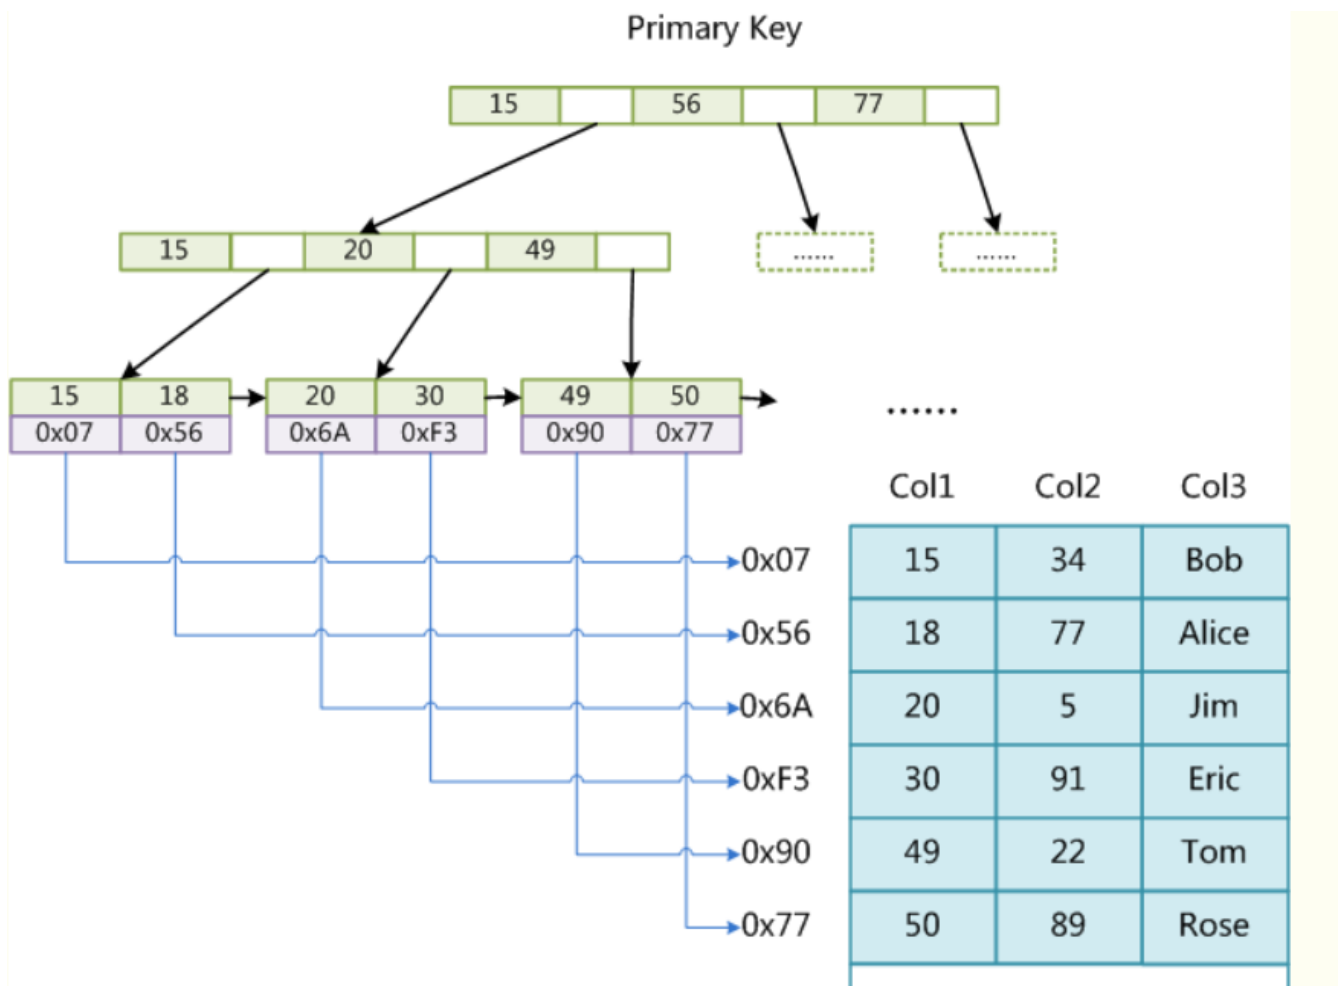 Primary Key
15 56 77
15 20 49 ...... ......
15 18 20 30 49 50
0x07 0x56 0x6A 0xF3 0x90 0x77
......
Col1 Col2 Col3
0x07 15 34 Bob
0x56 18 77 Alice
0x6A 20 5 Jim
0xF3 30 91 Eric
0x90 49 22 Tom
0x77 50 89 Rose